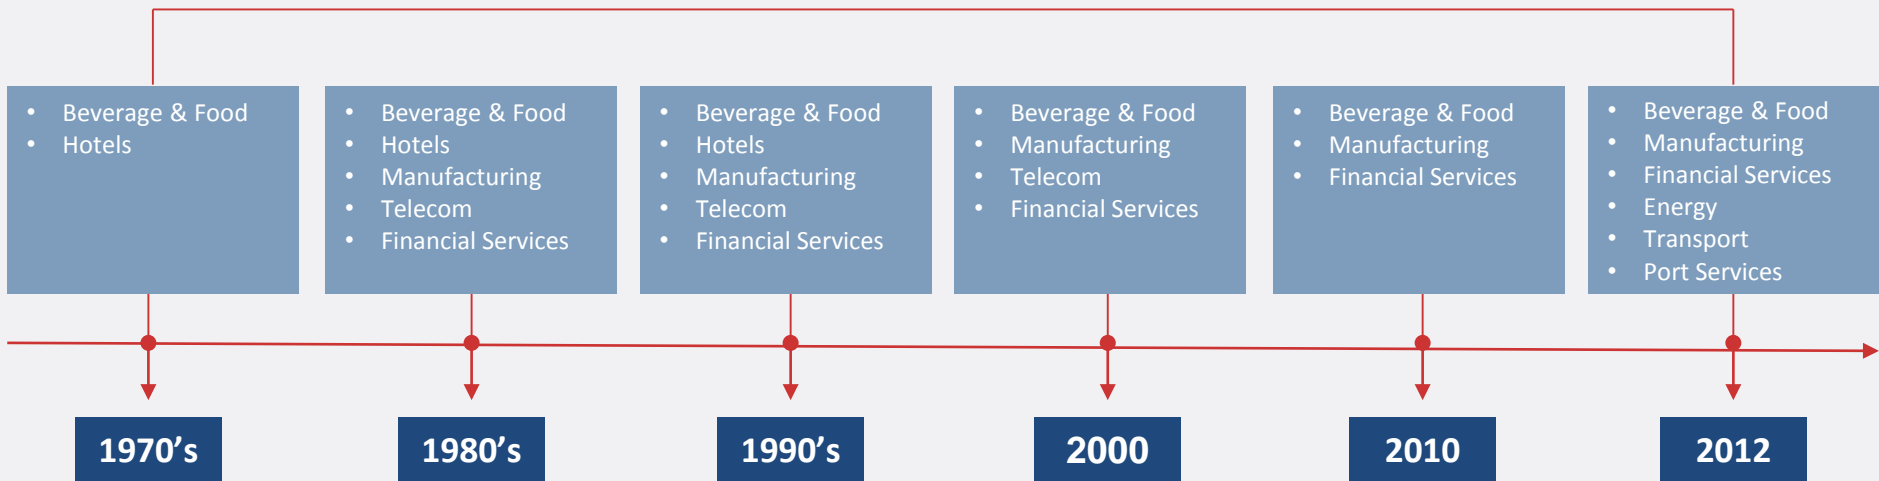 • Beverage & Food
• Hotels
• Beverage & Food
• Hotels
• Manufacturing
• Telecom
• Financial Services
• Beverage & Food
• Hotels
• Manufacturing
• Telecom
• Financial Services
• Beverage & Food
• Manufacturing
• Telecom
• Financial Services
• Beverage & Food
• Manufacturing
• Financial Services
• Beverage & Food
• Manufacturing
• Financial Services
• Energy
• Transport
• Port Services
1970’s
1980’s
1990’s
2000
2010
2012